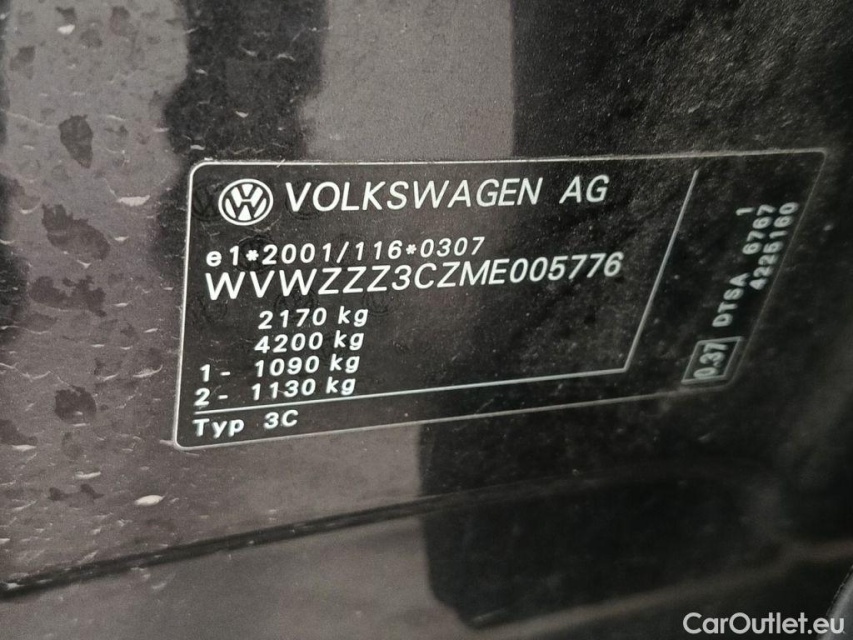 VOLKSWAGEN AG
e1*2001/116*0307
WVWZZZ3CZME005776
2170 kg
4200 kg
1 - 1090 kg
2 - 1130 kg
Typ 3C
1
DTSA 6767
4226160
0.37
CarOutlet.eu